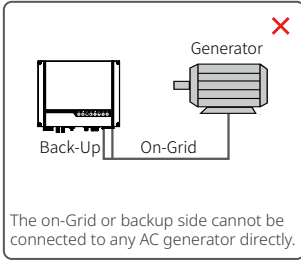 Generator
Back-Up
On-Grid
The on-Grid or backup side cannot be
connected to any AC generator directly.